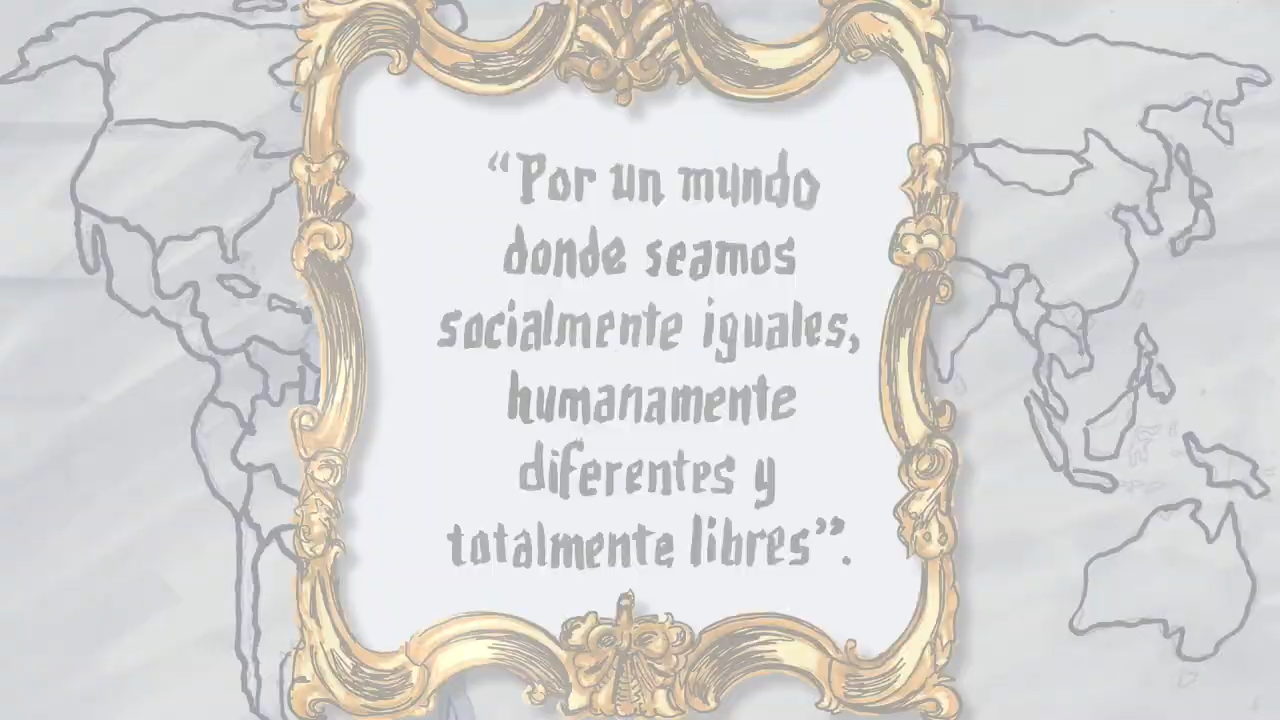 “Por un mundo
donde seamos
socialmente iguales,
humanamente
diferentes y
totalmente libres”.